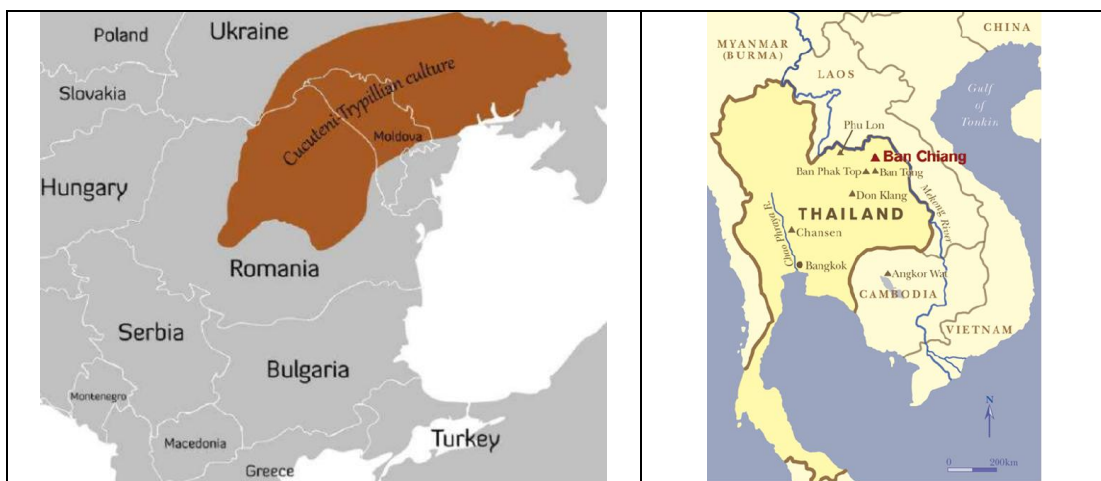 Poland
Ukraine
Slovakia
Cucuteni-Trypillian culture
Moldova
Hungary
Romania
Serbia
Bulgaria
Montenegro
Macedonia
Turkey
Greece
CHINA
MYANMAR
(BURMA)
LAOS
Gulf
of
Tonkin
Phu Lon
Ban Chiang
Ban Phak Top
Ban Tong
Don Klang
Mekong River
THAILAND
Chao Phraya R.
Chansen
Bangkok
Angkor Wat
CAMBODIA
VIETNAM
N
0 200km